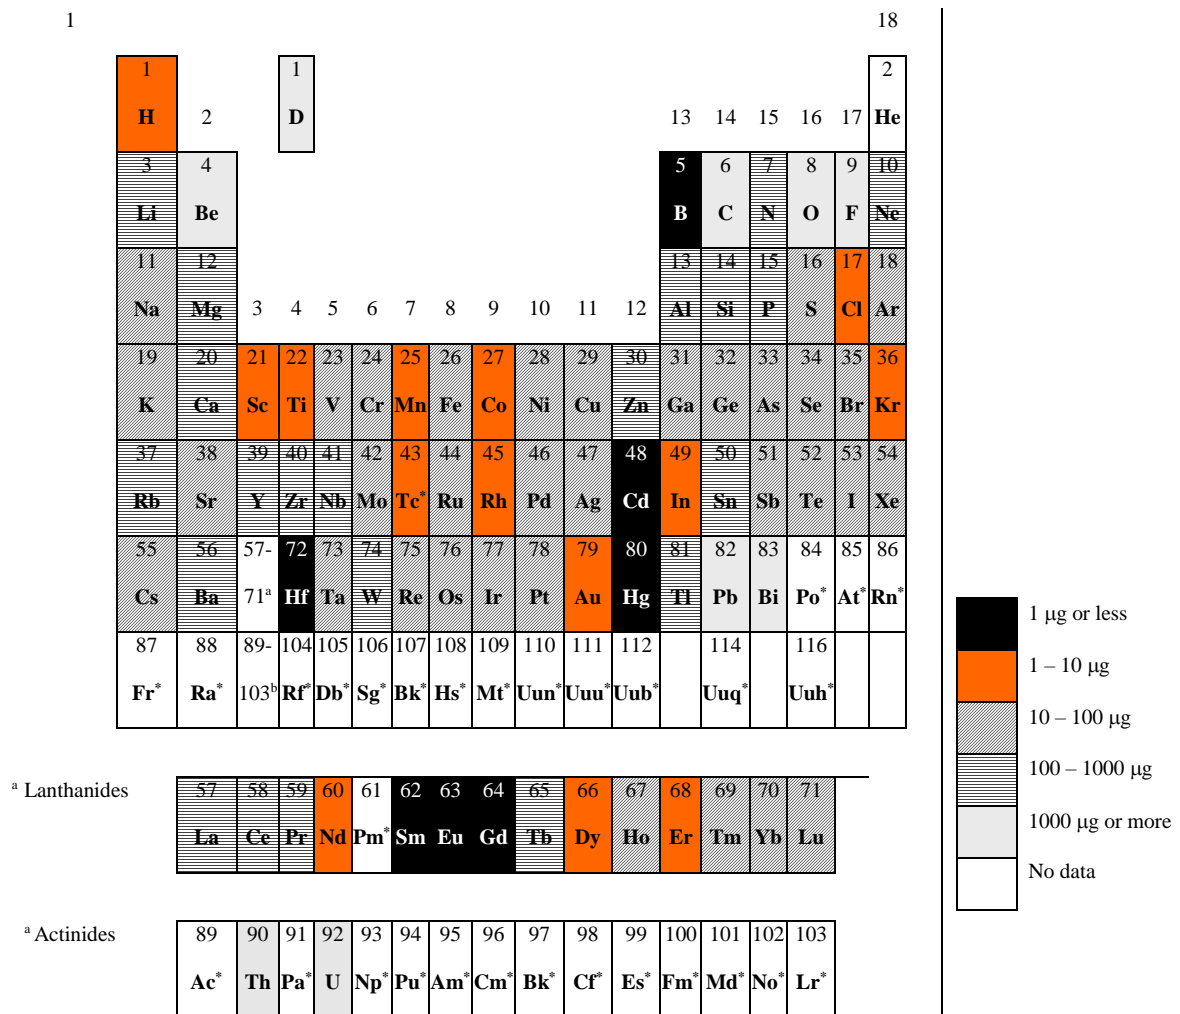 1 18
1 1 2
H 2 D 13 14 15 16 17 He
3 4 5 6 7 8 9 10
Li Be B C N O F Ne
11 12 13 14 15 16 17 18
Na Mg 3 4 5 6 7 8 9 10 11 12 Al Si P S Cl Ar
19 20 21 22 23 24 25 26 27 28 29 30 31 32 33 34 35 36
K Ca Sc Ti V Cr Mn Fe Co Ni Cu Zn Ga Ge As Se Br Kr
37 38 39 40 41 42 43 44 45 46 47 48 49 50 51 52 53 54
Rb Sr Y Zr Nb Mo Tc* Ru Rh Pd Ag Cd In Sn Sb Te I Xe
55 56 57- 72 73 74 75 76 77 78 79 80 81 82 83 84 85 86
Cs Ba 71a Hf Ta W Re Os Ir Pt Au Hg Tl Pb Bi Po* At* Rn*
87 88 89- 104 105 106 107 108 109 110 111 112 114 116
Fr* Ra* 103b Rf* Db* Sg* Bk* Hs* Mt* Uun* Uuu* Uub* Uuq* Uuh*
1 µg or less
1 – 10 µg
10 – 100 µg
100 – 1000 µg
1000 µg or more
No data
a Lanthanides 57 58 59 60 61 62 63 64 65 66 67 68 69 70 71
La Ce Pr Nd Pm* Sm Eu Gd Tb Dy Ho Er Tm Yb Lu
a Actinides 89 90 91 92 93 94 95 96 97 98 99 100 101 102 103
Ac* Th Pa* U Np* Pu* Am* Cm* Bk* Cf* Es* Fm* Md* No* Lr*